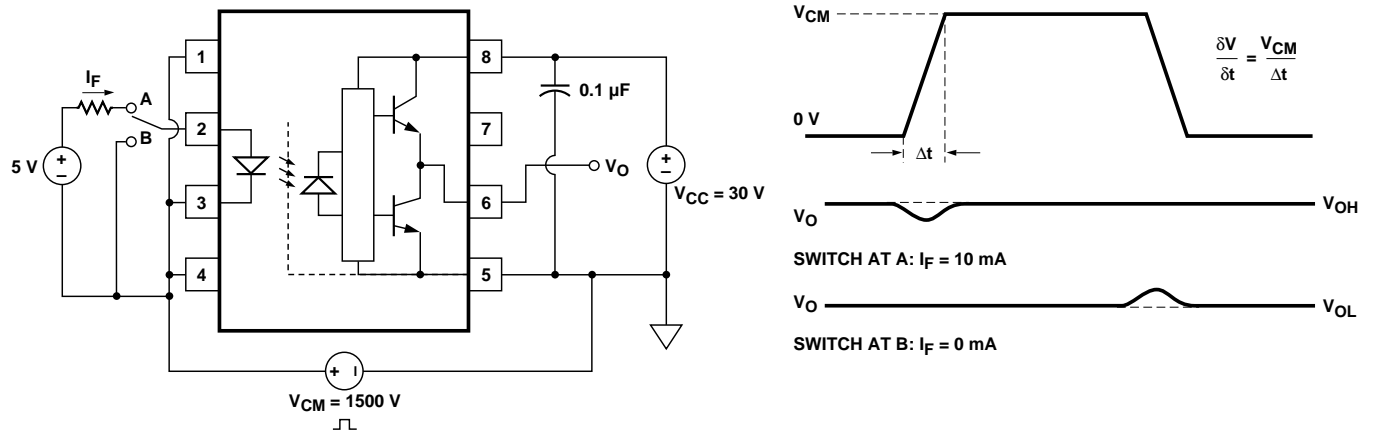 1
2
3
4
8
7
6
5
I_F
A
B
5 V
+
–
0.1 µF
V_O
+
–
V_CC = 30 V
+ –
V_CM = 1500 V
V_CM
0 V
Δt
δV/δt = V_CM/Δt
V_O
V_OH
SWITCH AT A: I_F = 10 mA
V_O
V_OL
SWITCH AT B: I_F = 0 mA